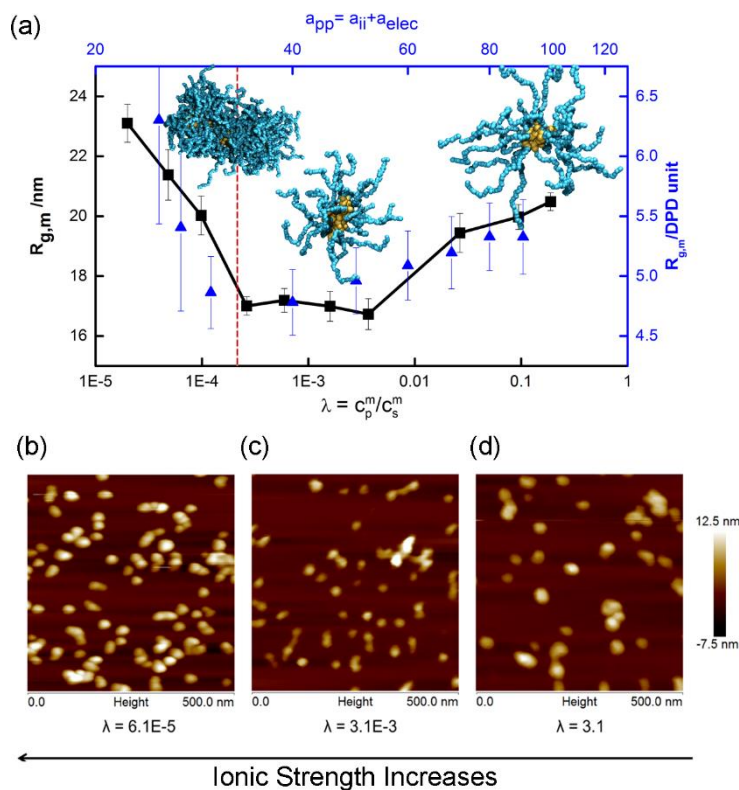 (a)
a_pp= a_ii+a_elec
20 40 60 80 100 120
24
22
20
18
16
R_g,m /nm
6.5
6.0
5.5
5.0
4.5
R_g,m/DPD unit
1E-5 1E-4 1E-3 0.01 0.1 1
λ = c_p^m/c_s^m
(b) (c) (d)
12.5 nm
-7.5 nm
0.0 Height 500.0 nm 0.0 Height 500.0 nm 0.0 Height 500.0 nm
λ = 6.1E-5 λ = 3.1E-3 λ = 3.1
Ionic Strength Increases